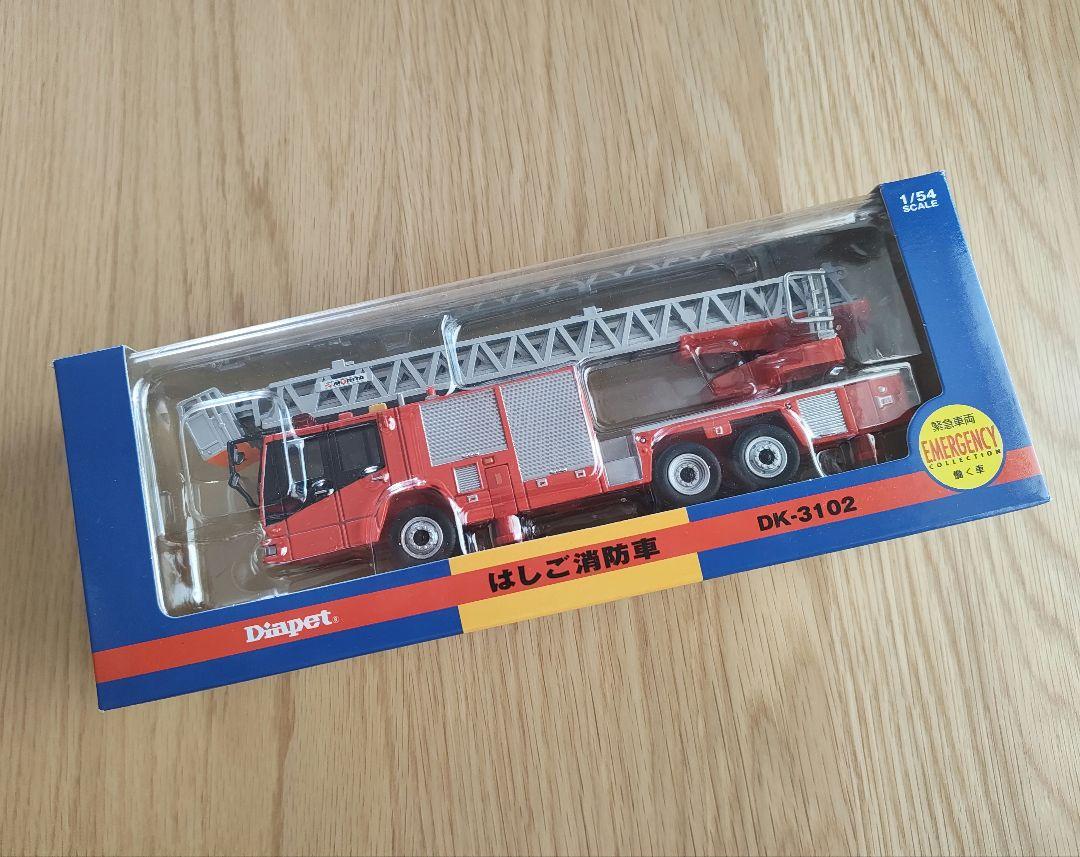 1/54
SCALE
MORITA
緊急車両
EMERGENCY
COLLECTION
働く車
DK-3102
はしご消防車
Diapet®